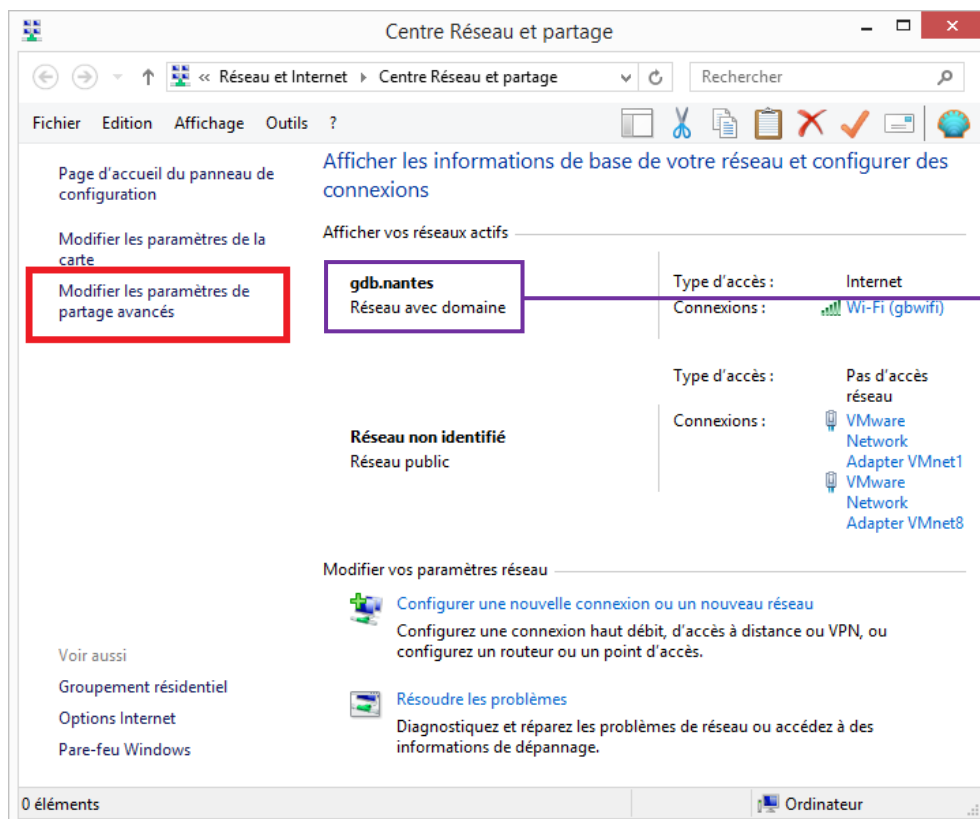 Centre Réseau et partage
« Réseau et Internet Centre Réseau et partage
Rechercher
Fichier Edition Affichage Outils ?
Page d'accueil du panneau de
configuration
Modifier les paramètres de la
carte
Modifier les paramètres de
partage avancés
Voir aussi
Groupement résidentiel
Options Internet
Pare-feu Windows
Afficher les informations de base de votre réseau et configurer des
connexions
Afficher vos réseaux actifs
gdb.nantes
Réseau avec domaine
Type d'accès : Internet
Connexions : Wi-Fi (gbwifi)
Réseau non identifié
Réseau public
Type d'accès : Pas d'accès
réseau
Connexions : VMware
Network
Adapter VMnet1
VMware
Network
Adapter VMnet8
Modifier vos paramètres réseau
Configurer une nouvelle connexion ou un nouveau réseau
Configurez une connexion haut débit, d'accès à distance ou VPN, ou
configurez un routeur ou un point d'accès.
Résoudre les problèmes
Diagnostiquez et réparez les problèmes de réseau ou accédez à des
informations de dépannage.
0 éléments
Ordinateur